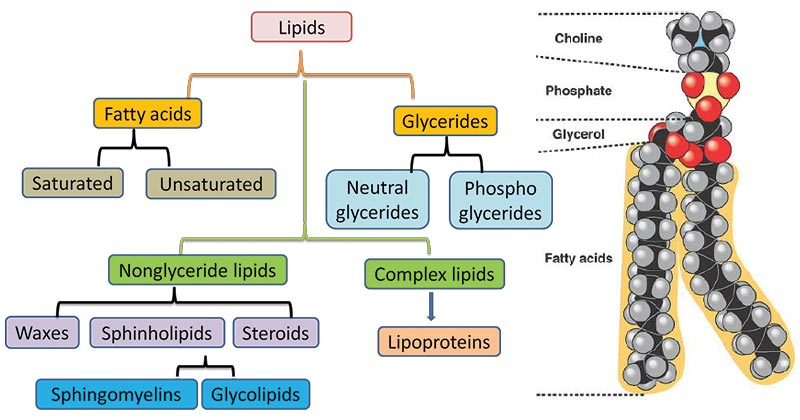 Lipids
Fatty acids
Glycerides
Saturated
Unsaturated
Neutral
glycerides
Phospho
glycerides
Nonglyceride lipids
Complex lipids
Waxes
Sphinholipids
Steroids
Lipoproteins
Sphingomyelins
Glycolipids
Choline
Phosphate
Glycerol
Fatty acids